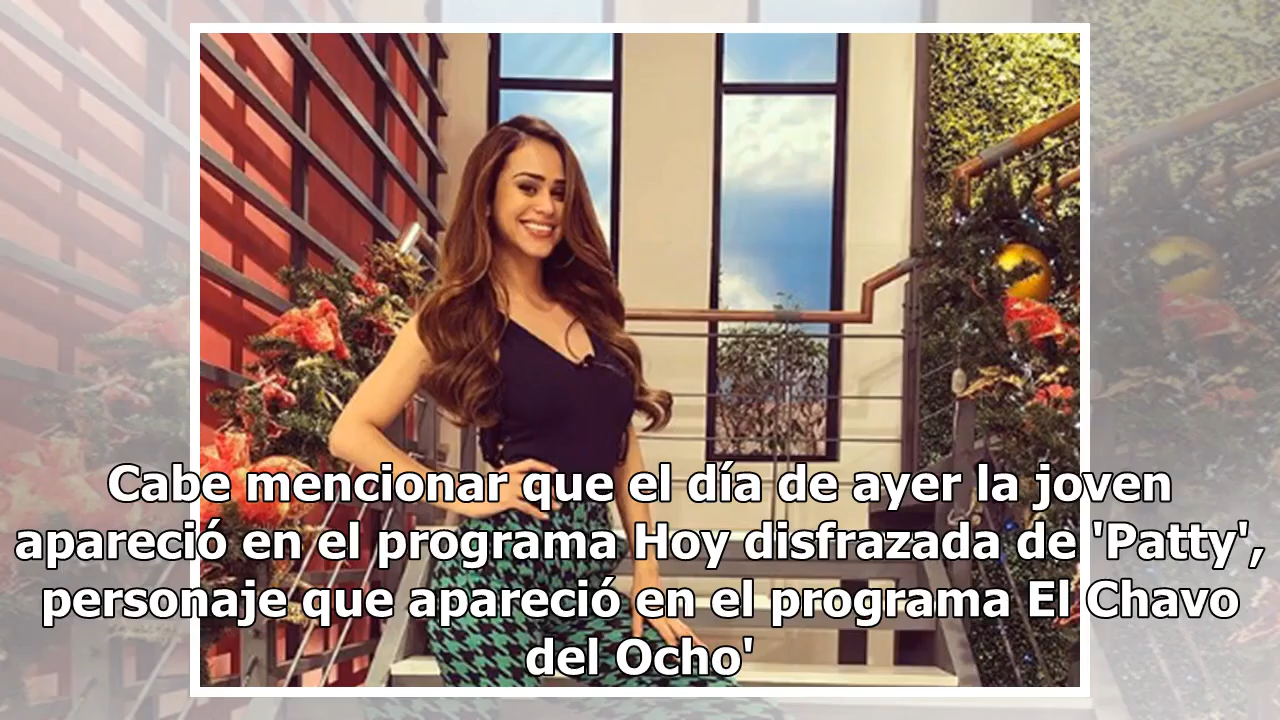 Cabe mencionar que el día de ayer la joven
apareció en el programa Hoy disfrazada de 'Patty',
personaje que apareció en el programa El Chavo
del Ocho'